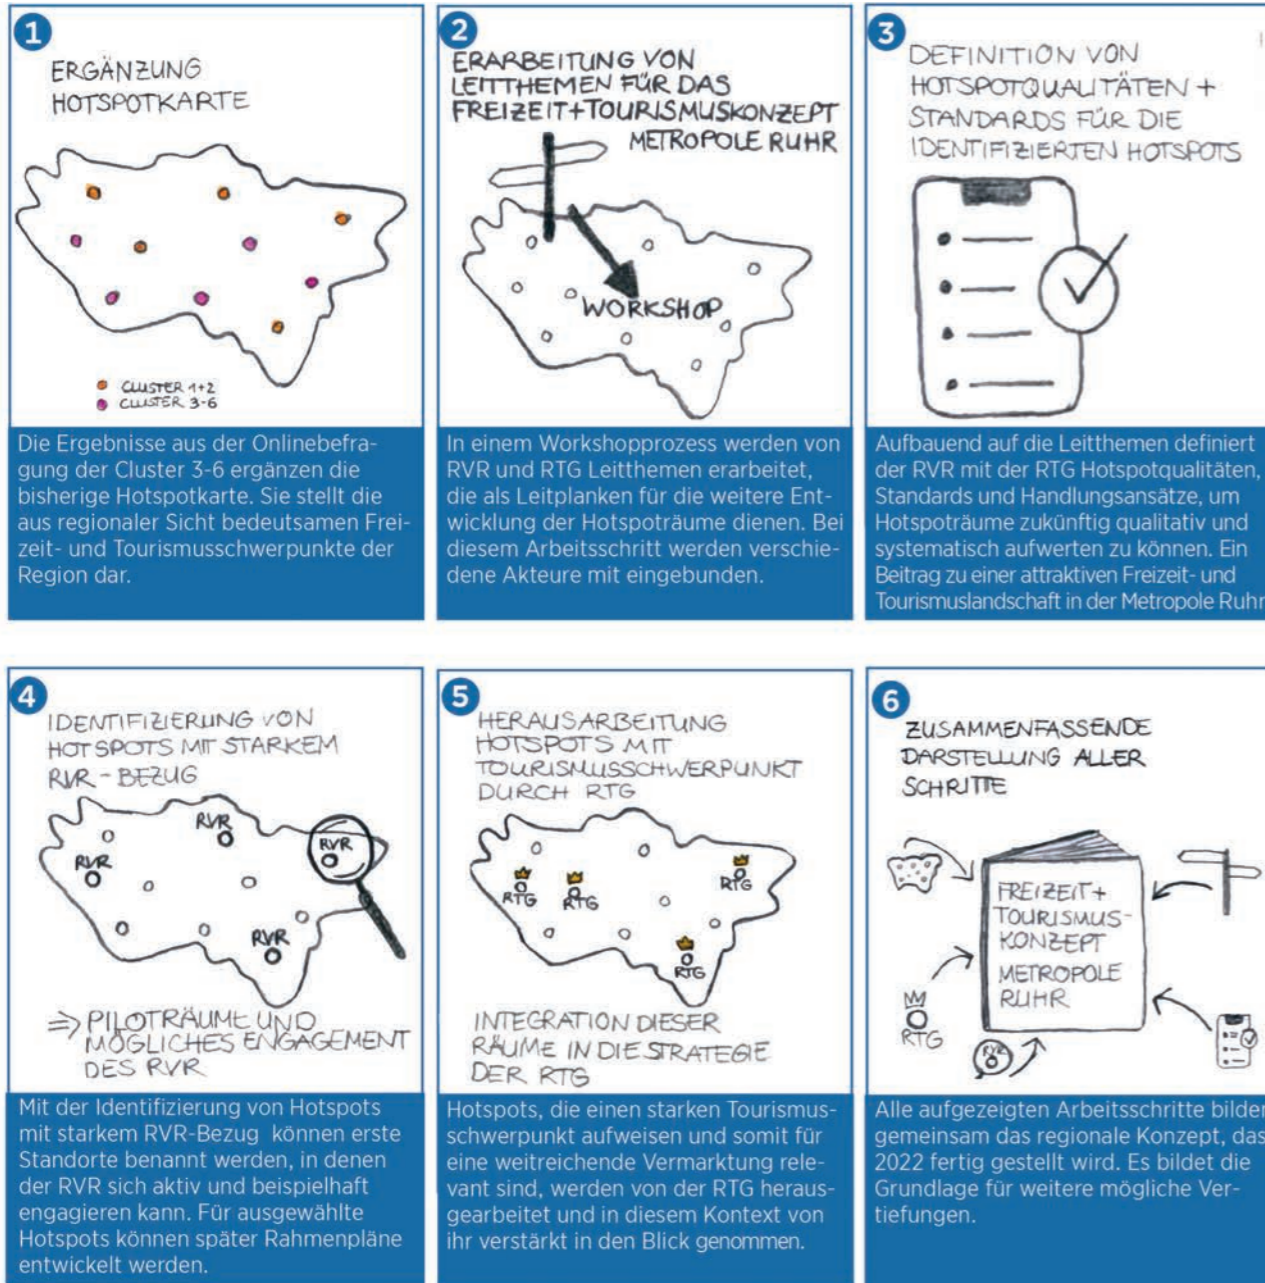 1
ERGÄNZUNG
HOTSPOTKARTE
CLUSTER 1+2
CLUSTER 3-6
Die Ergebnisse aus der Onlinebefra-
gung der Cluster 3-6 ergänzen die
bisherige Hotspotkarte. Sie stellt die
aus regionaler Sicht bedeutsamen Frei-
zeit- und Tourismusschwerpunkte der
Region dar.
2
ERARBEITUNG VON
LEITTHEMEN FÜR DAS
FREIZEIT+TOURISMUSKONZEPT
METROPOLE RUHR
WORKSHOP
In einem Workshopprozess werden von
RVR und RTG Leitthemen erarbeitet,
die als Leitplanken für die weitere Ent-
wicklung der Hotspoträume dienen. Bei
diesem Arbeitsschritt werden verschie-
dene Akteure mit eingebunden.
3
DEFINITION VON
HOTSPOTQUALITÄTEN +
STANDARDS FÜR DIE
IDENTIFIZIERTEN HOTSPOTS
Aufbauend auf die Leitthemen definiert
der RVR mit der RTG Hotspotqualitäten,
Standards und Handlungsansätze, um
Hotspoträume zukünftig qualitativ und
systematisch aufwerten zu können. Ein
Beitrag zu einer attraktiven Freizeit- und
Tourismuslandschaft in der Metropole Ruhr
4
IDENTIFIZIERUNG VON
HOTSPOTS MIT STARKEM
RVR-BEZUG
RVR
RVR
RVR
RVR
⇒ PILOTRÄUME UND
MÖGLICHES ENGAGEMENT
DES RVR
Mit der Identifizierung von Hotspots
mit starkem RVR-Bezug können erste
Standorte benannt werden, in denen
der RVR sich aktiv und beispielhaft
engagieren kann. Für ausgewählte
Hotspots können später Rahmenpläne
entwickelt werden.
5
HERAUSARBEITUNG
HOTSPOTS MIT
TOURISMUSSCHWERPUNKT
DURCH RTG
RTG
RTG
RTG
RTG
INTEGRATION DIESER
RÄUME IN DIE STRATEGIE
DER RTG
Hotspots, die einen starken Tourismus-
schwerpunkt aufweisen und somit für
eine weitreichende Vermarktung rele-
vant sind, werden von der RTG heraus-
gearbeitet und in diesem Kontext von
ihr verstärkt in den Blick genommen.
6
ZUSAMMENFASSENDE
DARSTELLUNG ALLER
SCHRITTE
FREIZEIT+
TOURISMUS-
KONZEPT
METROPOLE
RUHR
RTG
RVR
Alle aufgezeigten Arbeitsschritte bilden
gemeinsam das regionale Konzept, das
2022 fertig gestellt wird. Es bildet die
Grundlage für weitere mögliche Ver-
tiefungen.